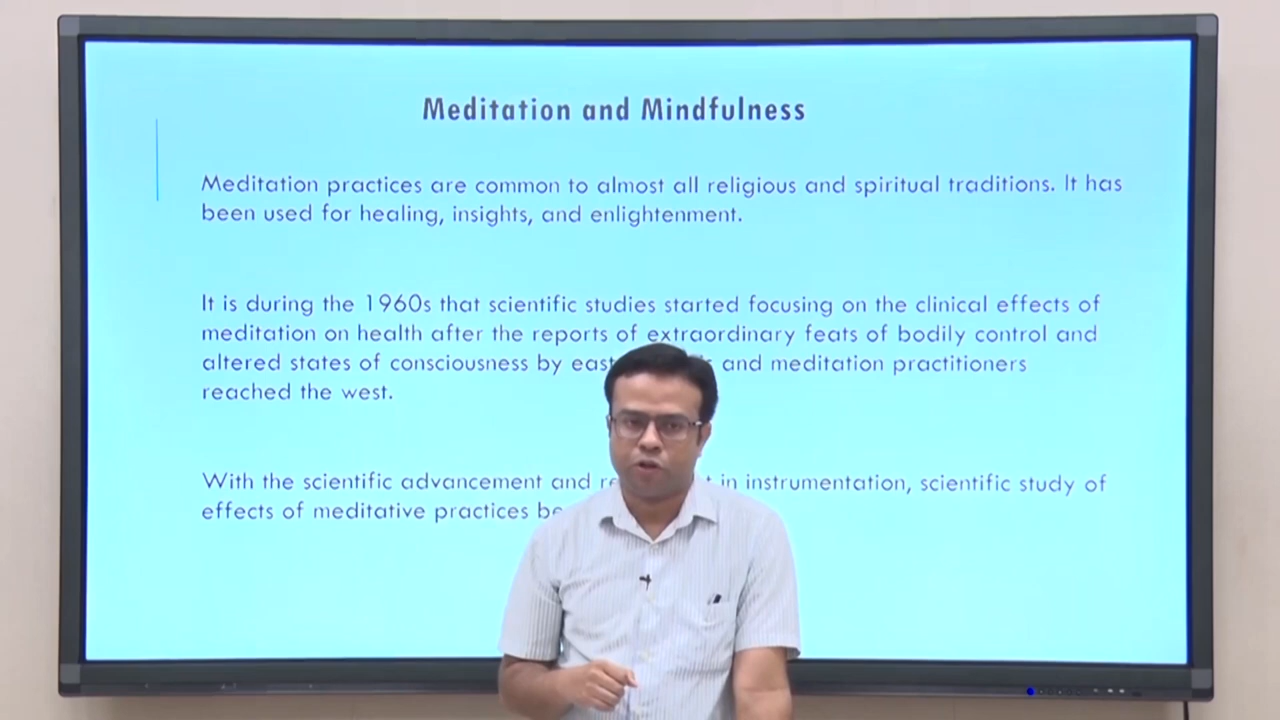 Meditation and Mindfulness
Meditation practices are common to almost all religious and spiritual traditions. It has
been used for healing, insights, and enlightenment.
It is during the 1960s that scientific studies started focusing on the clinical effects of
meditation on health after the reports of extraordinary feats of bodily control and
altered states of consciousness by and meditation practitioners
reached the west.
With the scientific advancement and in instrumentation, scientific study of
effects of meditative practices